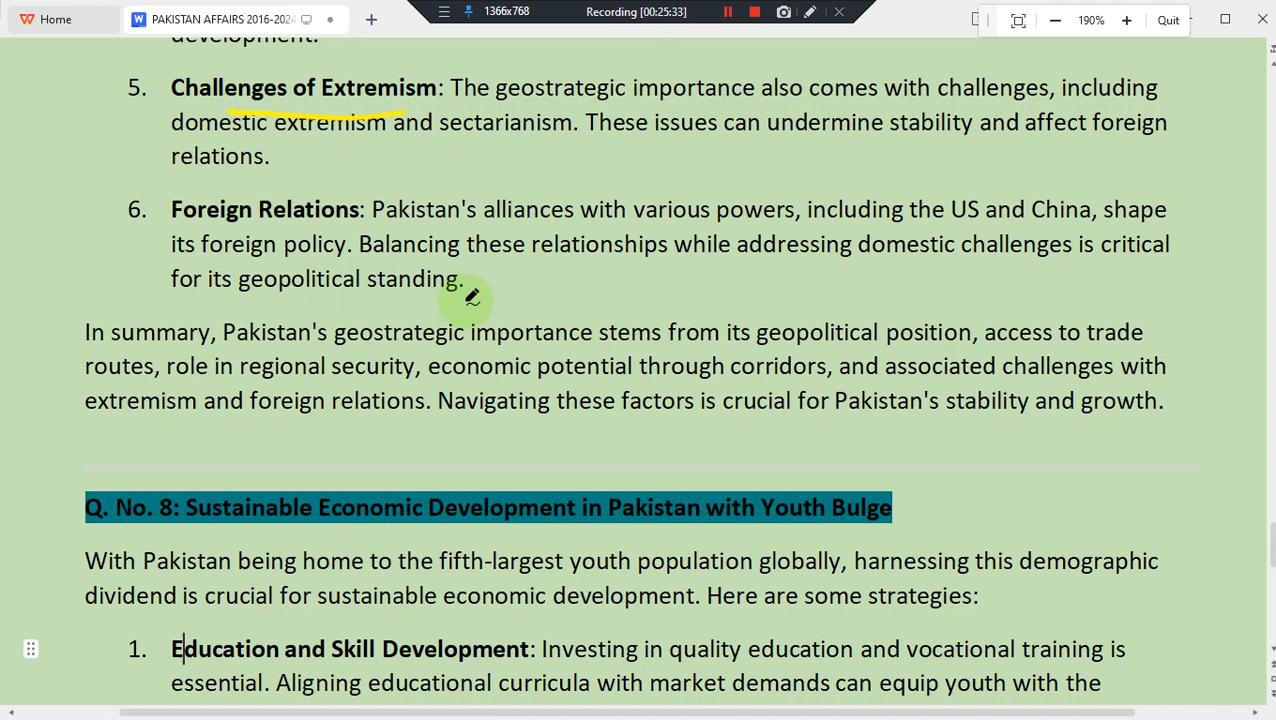 Home
PAKISTAN AFFAIRS 2016-2024
1366x768
Recording [00:25:33]
190%
Quit
development.
5. Challenges of Extremism: The geostrategic importance also comes with challenges, including
domestic extremism and sectarianism. These issues can undermine stability and affect foreign
relations.
6. Foreign Relations: Pakistan's alliances with various powers, including the US and China, shape
its foreign policy. Balancing these relationships while addressing domestic challenges is critical
for its geopolitical standing.
In summary, Pakistan's geostrategic importance stems from its geopolitical position, access to trade
routes, role in regional security, economic potential through corridors, and associated challenges with
extremism and foreign relations. Navigating these factors is crucial for Pakistan's stability and growth.
Q. No. 8: Sustainable Economic Development in Pakistan with Youth Bulge
With Pakistan being home to the fifth-largest youth population globally, harnessing this demographic
dividend is crucial for sustainable economic development. Here are some strategies:
1. Education and Skill Development: Investing in quality education and vocational training is
essential. Aligning educational curricula with market demands can equip youth with the